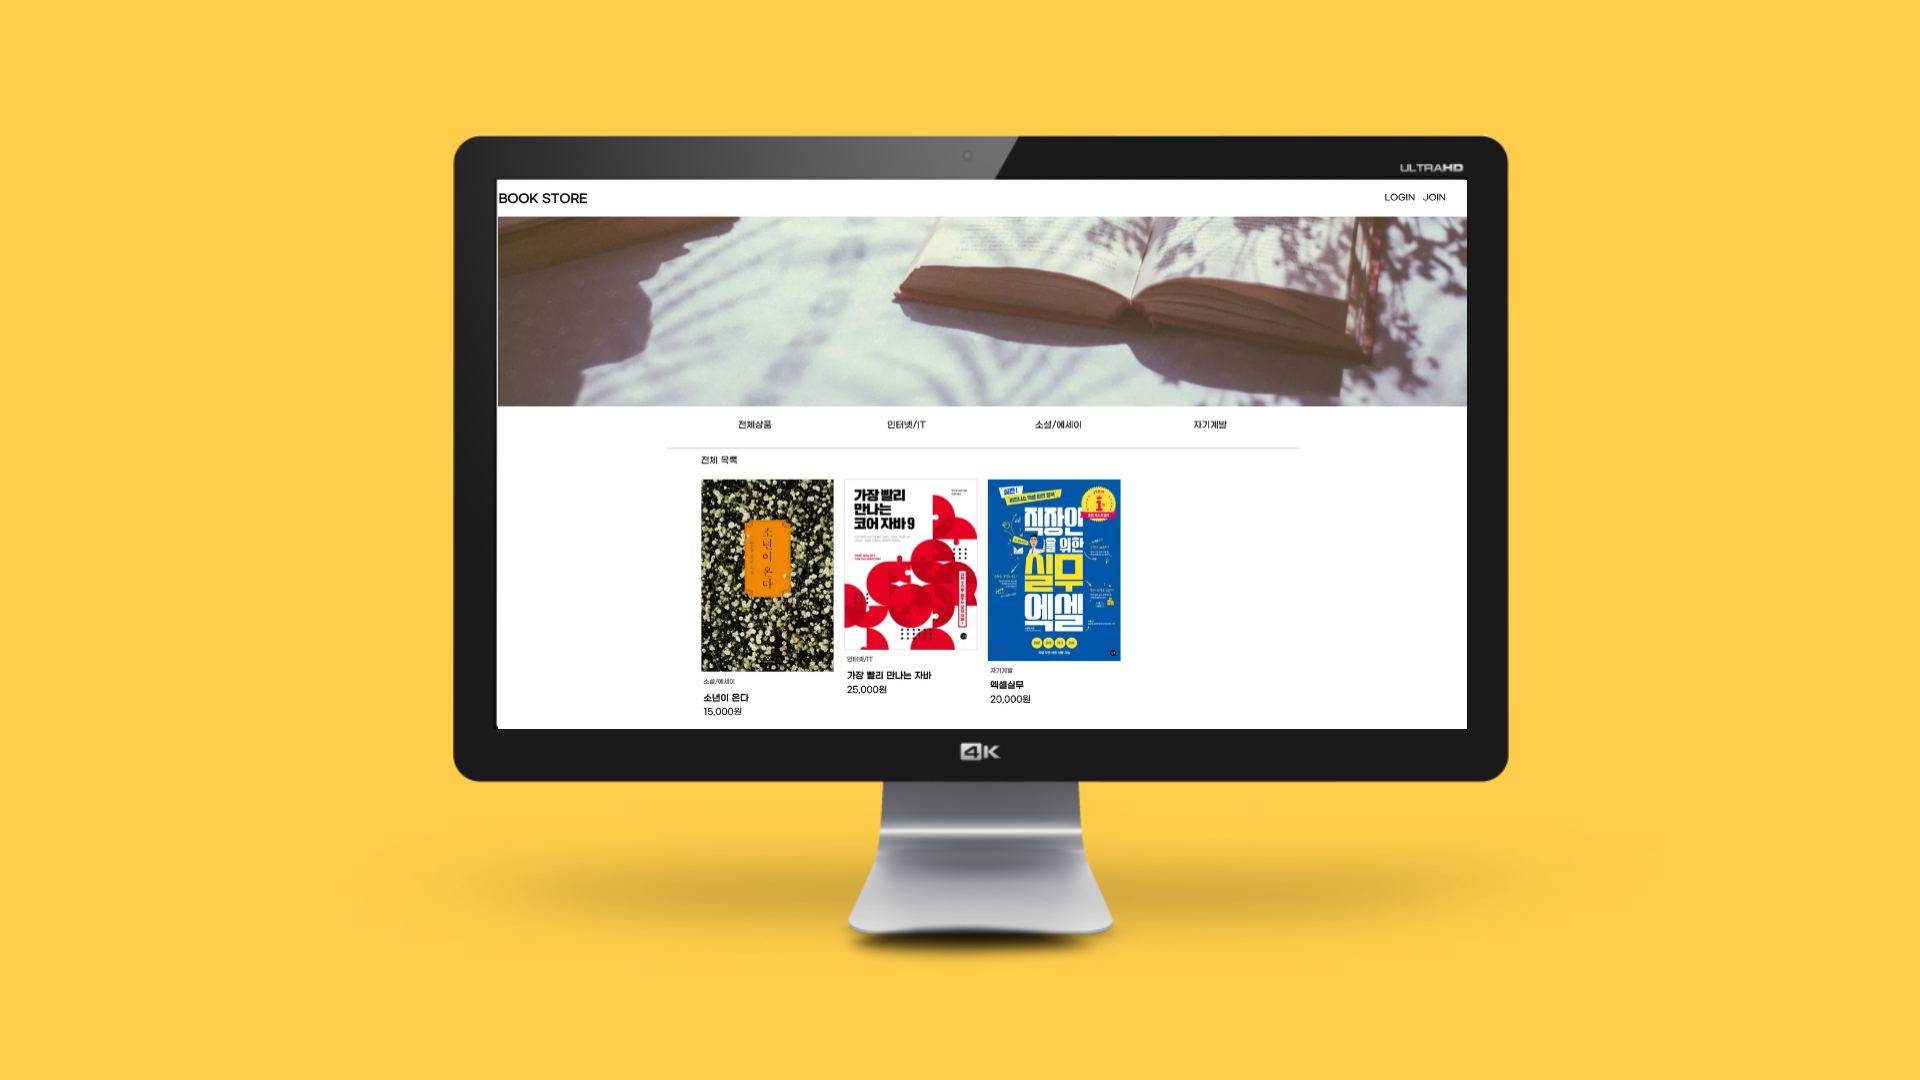 ULTRAHD
BOOK STORE
LOGIN JOIN
전체상품
인터넷/IT
소설/에세이
자기계발
전체 목록
소년이 온다
소설/에세이
소년이 온다
15,000원
가장 빨리
만나는
코어 자바 9
인터넷/IT
가장 빨리 만나는 자바
25,000원
실전!
직장인
을 위한
실무
엑셀
자기계발
엑셀실무
20,000원
4K